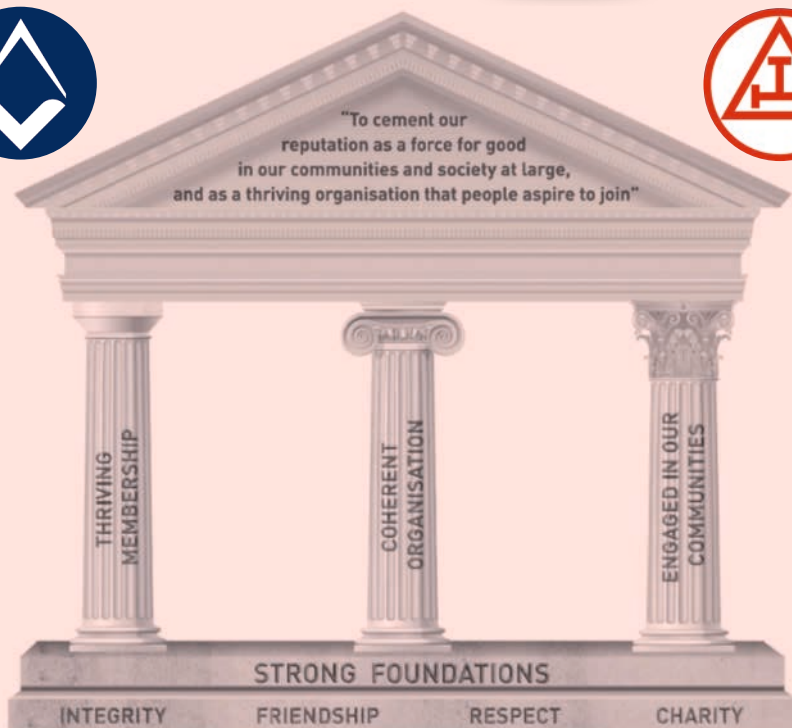 "To cement our
reputation as a force for good
in our communities and society at large,
and as a thriving organisation that people aspire to join"
THRIVING
MEMBERSHIP
COHERENT
ORGANISATION
ENGAGED IN OUR
COMMUNITIES
STRONG FOUNDATIONS
INTEGRITY FRIENDSHIP RESPECT CHARITY